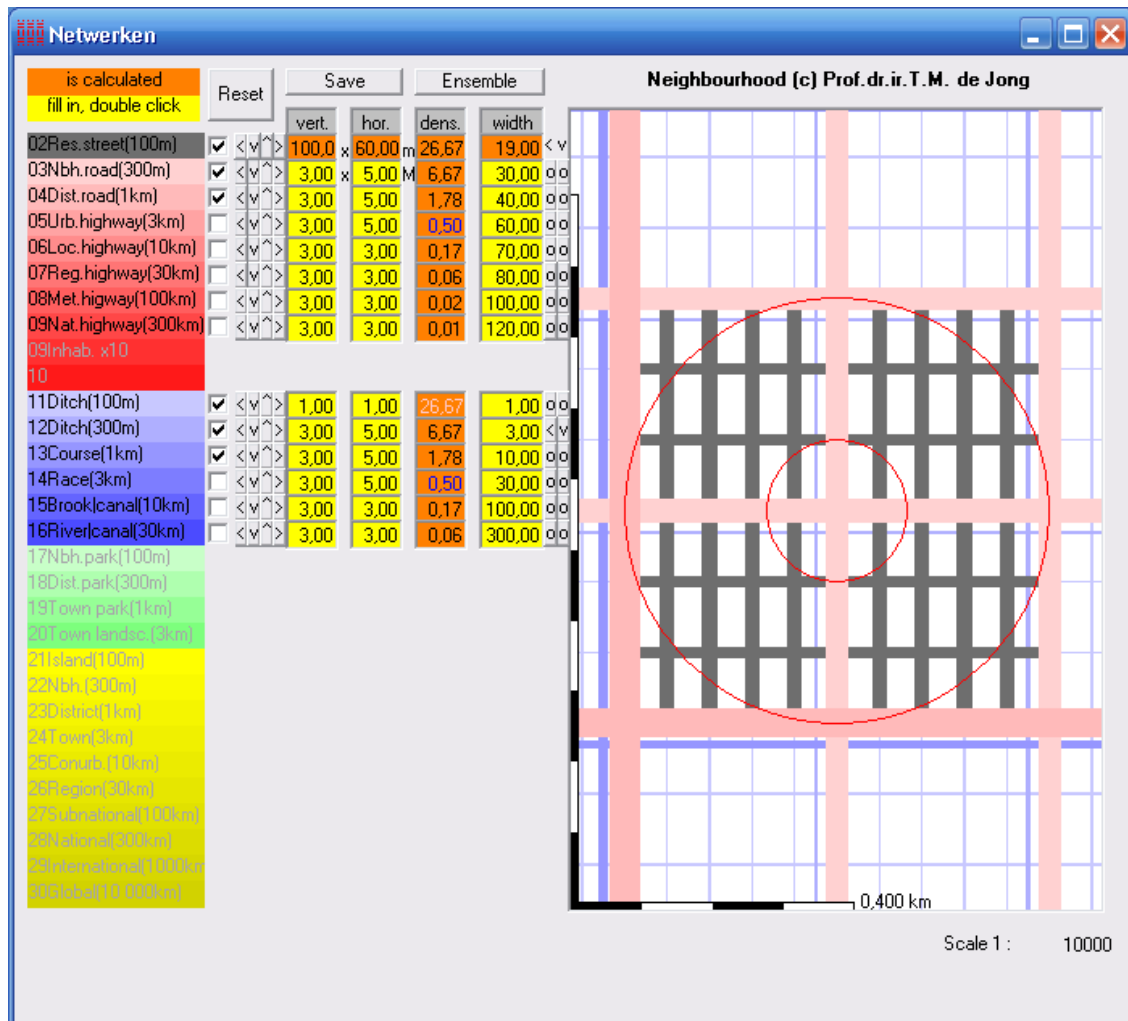 Netwerken
is calculated
fill in, double click
Reset
Save
Ensemble
Neighbourhood (c) Prof.dr.ir.T.M. de Jong
vert. hor. dens. width
02Res.street(100m) < v ^ > 100,0 x 60,00 m 26,67 19,00 < v
03Nbh.road(300m) < v ^ > 3,00 x 5,00 M 6,67 30,00 o o
04Dist.road(1km) < v ^ > 3,00 5,00 1,78 40,00 o o
05Urb.highway(3km) < v ^ > 3,00 5,00 0,50 60,00 o o
06Loc.highway(10km) < v ^ > 3,00 3,00 0,17 70,00 o o
07Reg.highway(30km) < v ^ > 3,00 3,00 0,06 80,00 o o
08Met.higway(100km) < v ^ > 3,00 3,00 0,02 100,00 o o
09Nat.highway(300km) < v ^ > 3,00 3,00 0,01 120,00 o o
09Inhab. x10
10
11Ditch(100m) < v ^ > 1,00 1,00 26,67 1,00 o o
12Ditch(300m) < v ^ > 3,00 5,00 6,67 3,00 < v
13Course(1km) < v ^ > 3,00 5,00 1,78 10,00 o o
14Race(3km) < v ^ > 3,00 5,00 0,50 30,00 o o
15Brook|canal(10km) < v ^ > 3,00 3,00 0,17 100,00 o o
16River|canal(30km) < v ^ > 3,00 3,00 0,06 300,00 o o
17Nbh.park(100m)
18Dist.park(300m)
19Town park(1km)
20Town landsc.(3km)
21Island(100m)
22Nbh.(300m)
23District(1km)
24Town(3km)
25Conurb.(10km)
26Region(30km)
27Subnational(100km)
28National(300km)
29International(1000km
30Global(10 000km)
0,400 km
Scale 1 : 10000